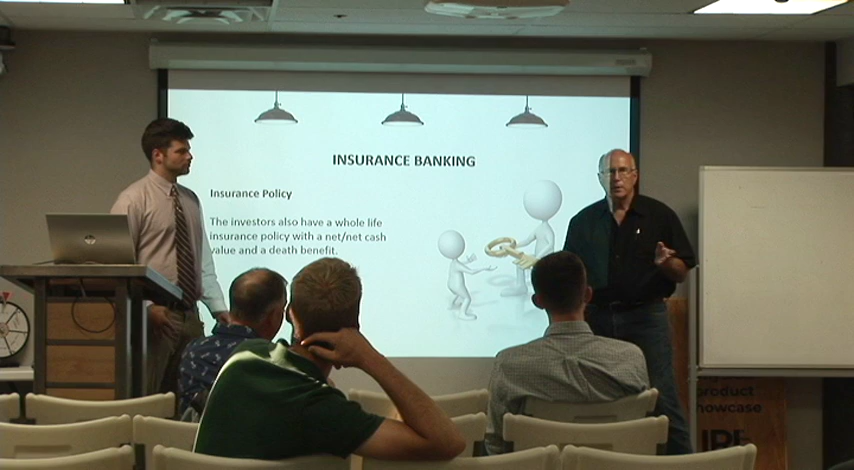 INSURANCE BANKING
Insurance Policy
The investors also have a whole life
insurance policy with a net/net cash
value and a death benefit.
product
showcase